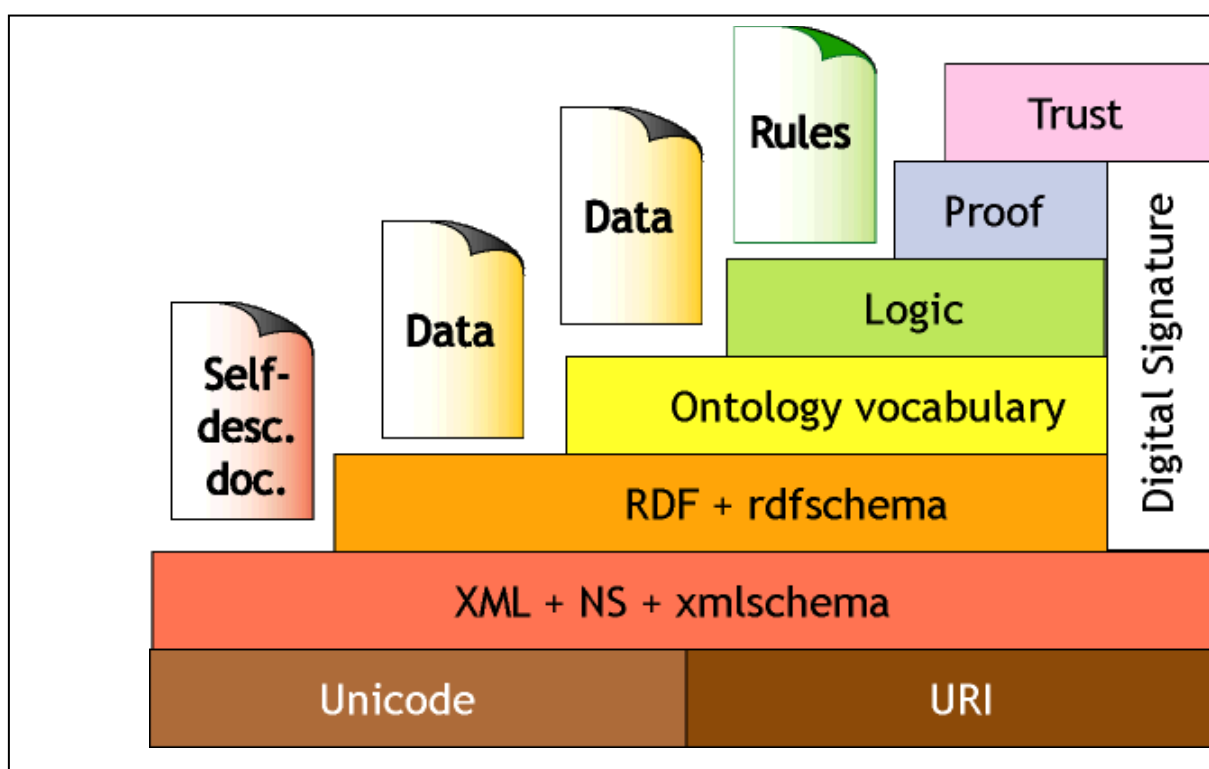 Rules
Trust
Data
Proof
Data
Logic
Self-
desc.
doc.
Ontology vocabulary
Digital Signature
RDF + rdfschema
XML + NS + xmlschema
Unicode
URI